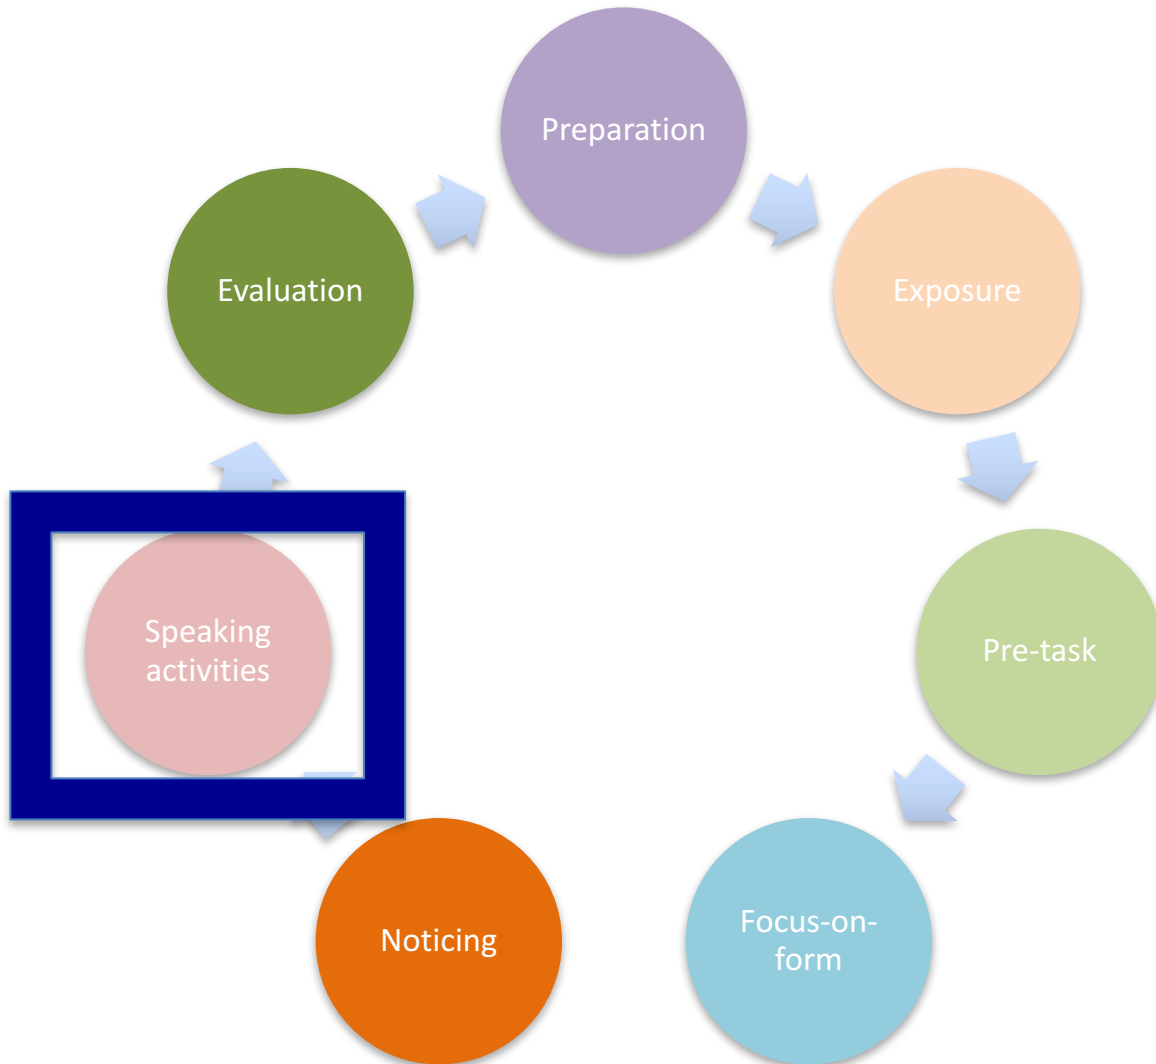 Preparation
Exposure
Pre-task
Focus-on-
form
Noticing
Speaking
activities
Evaluation